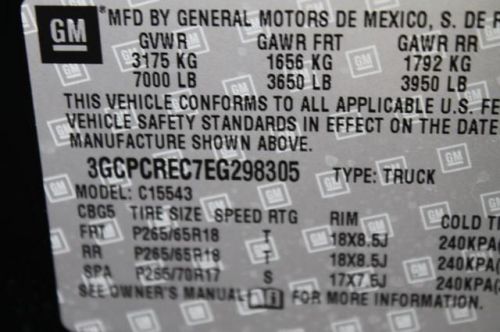 GM *MFD BY GENERAL MOTORS DE MEXICO, S. DE
GVWR GAWR FRT GAWR RR
3175 KG 1656 KG 1792 KG
7000 LB 3650 LB 3950 LB
THIS VEHICLE CONFORMS TO ALL APPLICABLE U.S. FE
VEHICLE SAFETY STANDARDS IN EFFECT ON THE DATE
MANUFACTURE SHOWN ABOVE.
3GCPCREC7EG298305 TYPE: TRUCK
MODEL: C15543
CBG5 TIRE SIZE SPEED RTG RIM COLD T
FRT P265/65R18 T 18X8.5J 240KPA(
RR P265/65R18 T 18X8.5J 240KPA(
SPA P265/70R17 S 17X7.5J 240KPA(
SEE OWNER'S MANUAL FOR MORE INFORMATION.